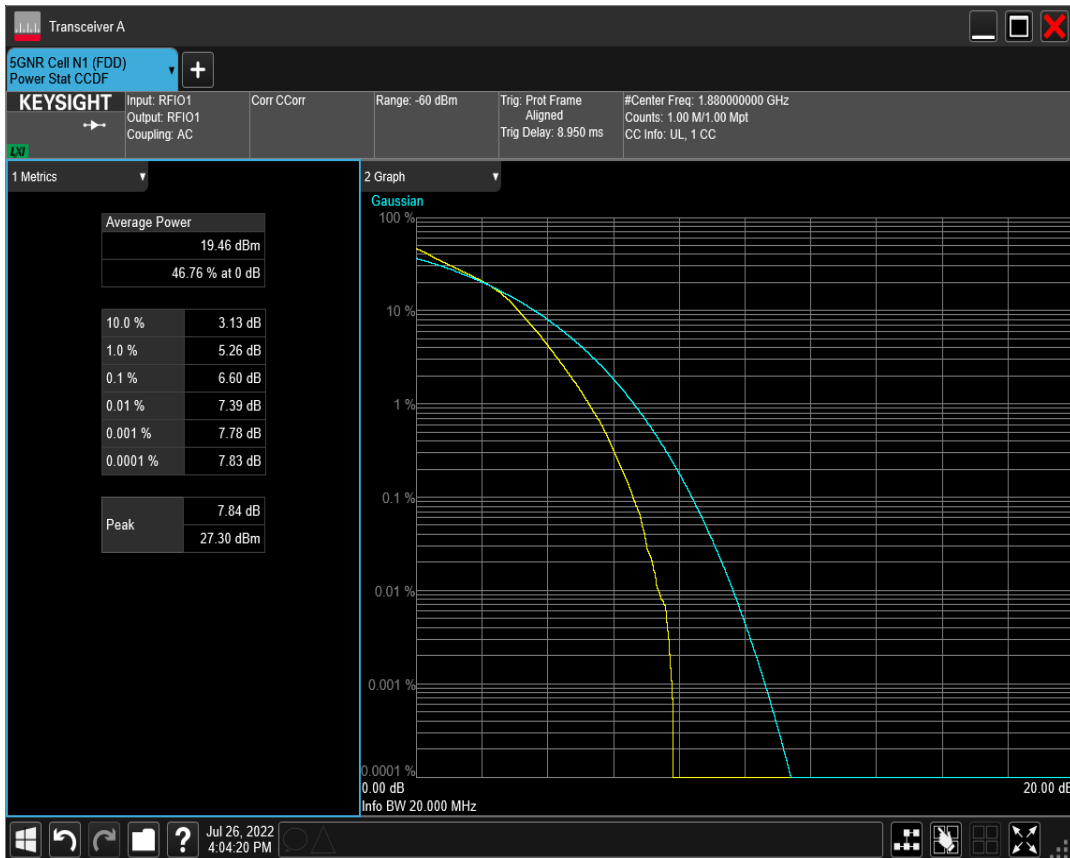 Transceiver A
5GNR Cell N1 (FDD)
Power Stat CCDF
+
KEYSIGHT
LXI
Input: RFIO1
Output: RFIO1
Coupling: AC
Corr CCorr
Range: -60 dBm
Trig: Prot Frame
Aligned
Trig Delay: 8.950 ms
#Center Freq: 1.880000000 GHz
Counts: 1.00 M/1.00 Mpt
CC Info: UL, 1 CC
1 Metrics
Average Power
19.46 dBm
46.76 % at 0 dB
10.0 % 3.13 dB
1.0 % 5.26 dB
0.1 % 6.60 dB
0.01 % 7.39 dB
0.001 % 7.78 dB
0.0001 % 7.83 dB
Peak
7.84 dB
27.30 dBm
2 Graph
Gaussian
100 %
10 %
1 %
0.1 %
0.01 %
0.001 %
0.0001 %
0.00 dB 20.00 dB
Info BW 20.000 MHz
?
Jul 26, 2022
4:04:20 PM